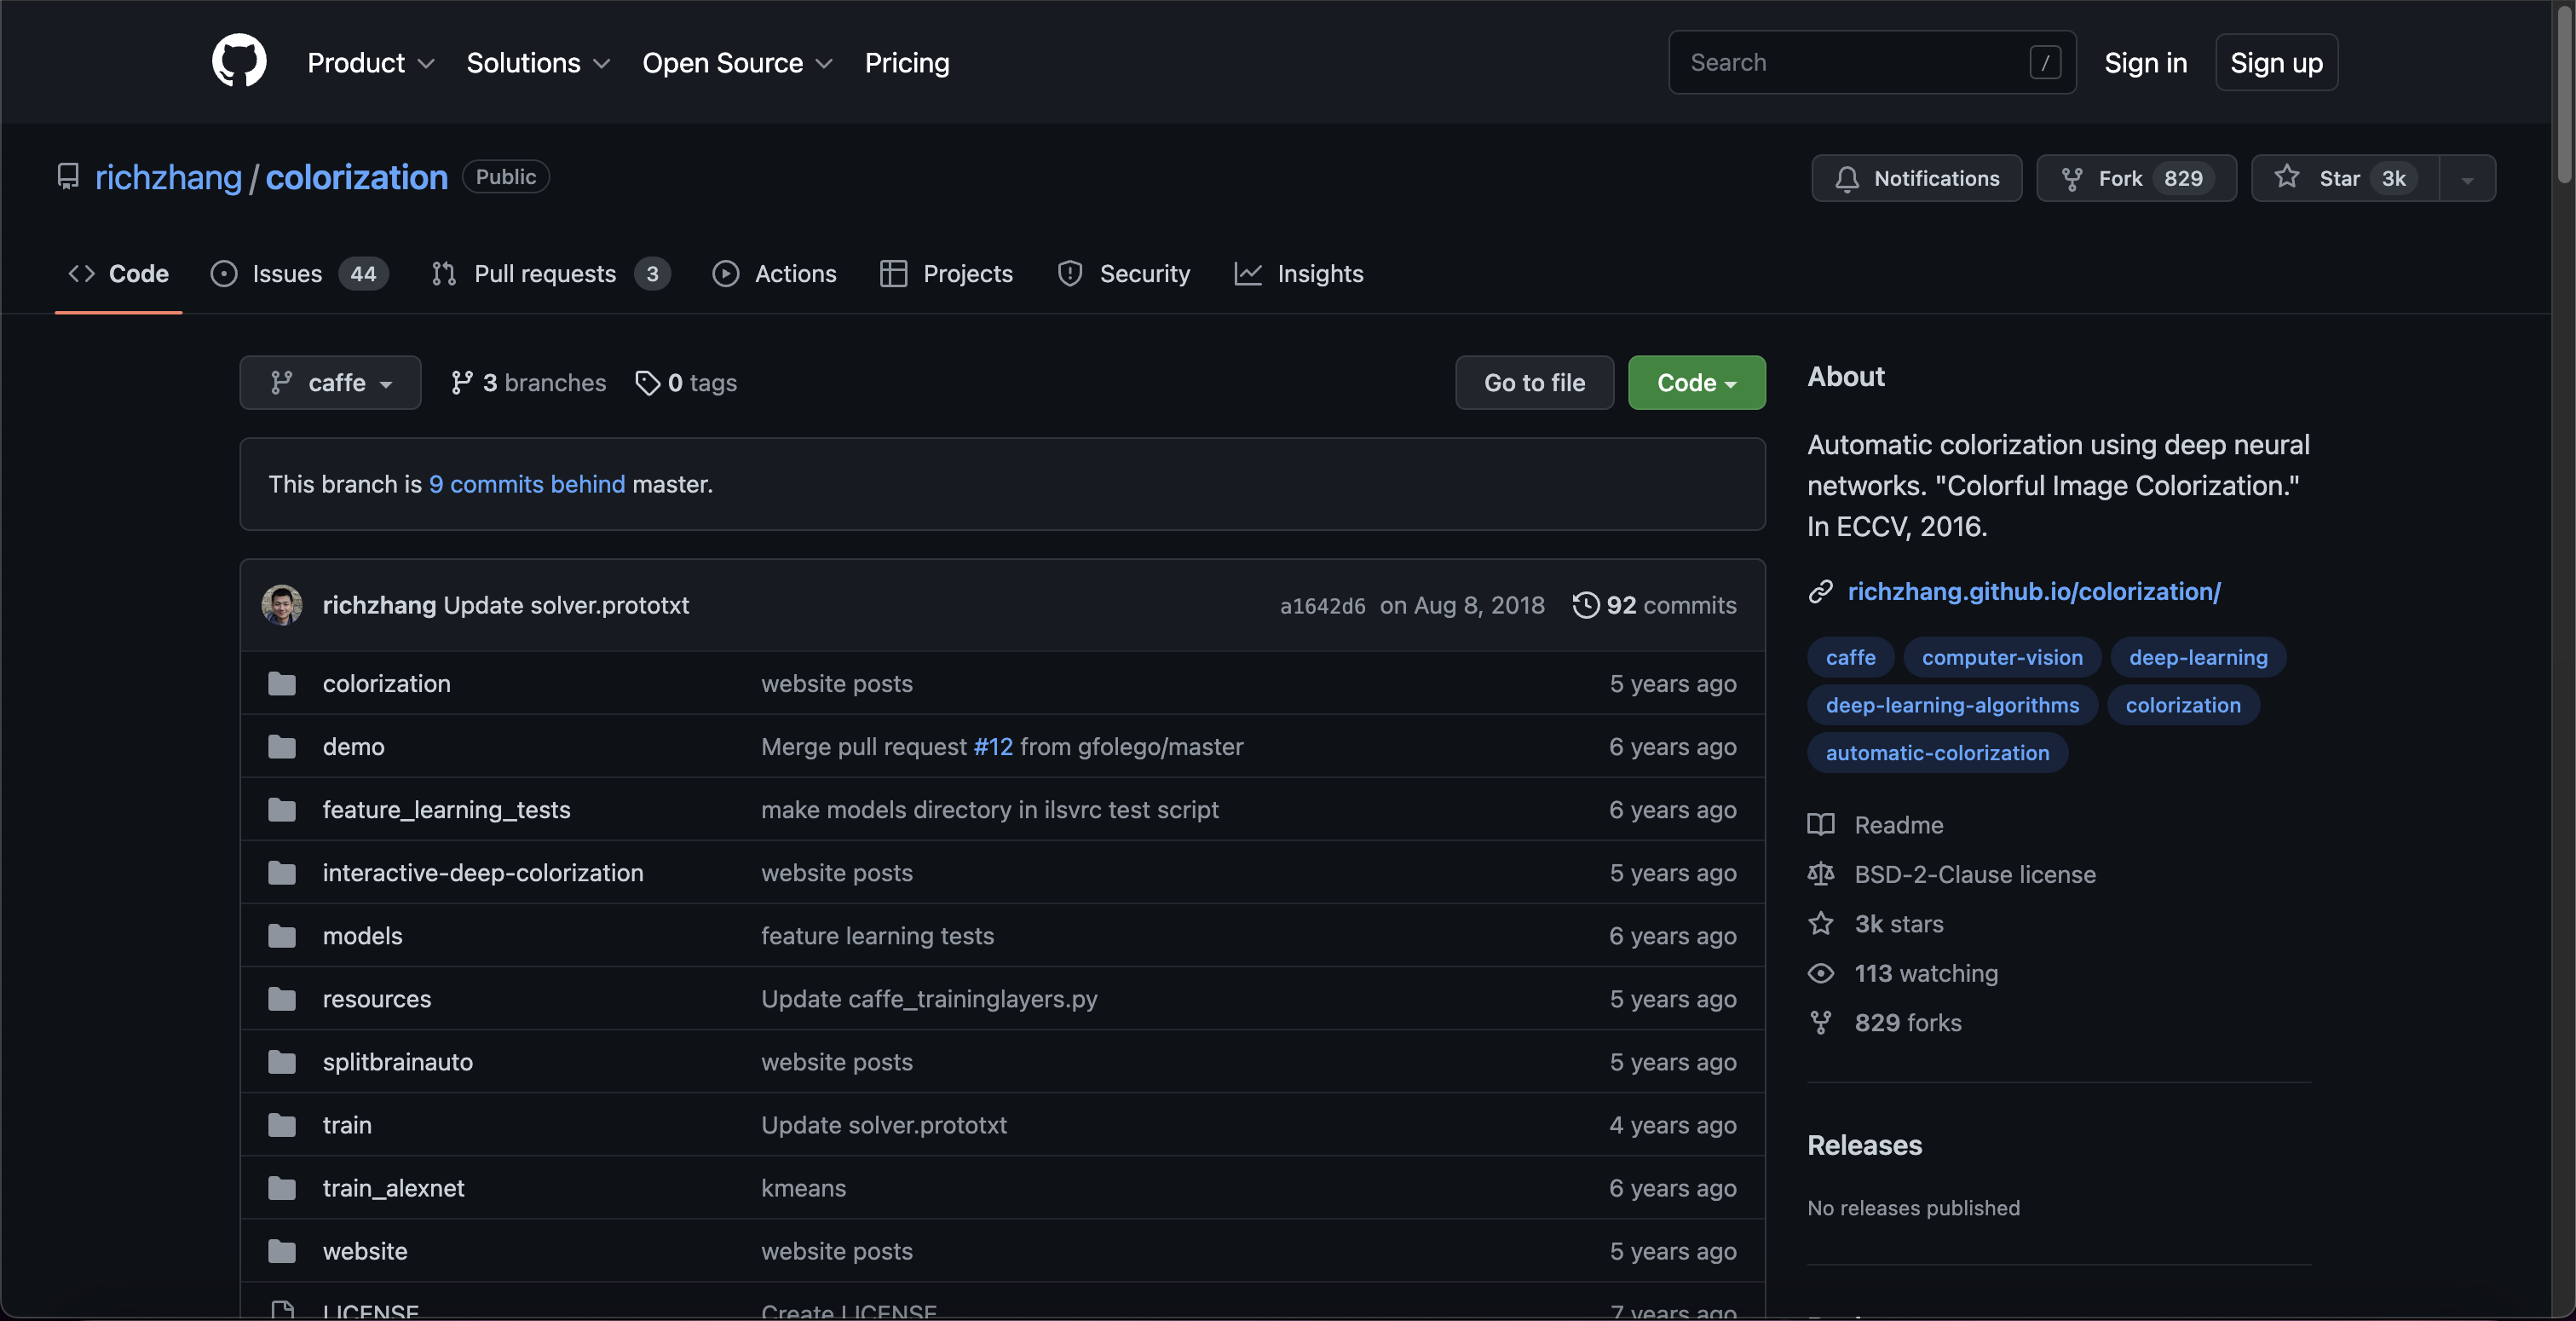 Product Solutions Open Source Pricing Search / Sign in Sign up
richzhang / colorization Public Notifications Fork 829 Star 3k
Code Issues 44 Pull requests 3 Actions Projects Security Insights
caffe 3 branches 0 tags Go to file Code
This branch is 9 commits behind master.
richzhang Update solver.prototxt a1642d6 on Aug 8, 2018 92 commits
colorization website posts 5 years ago
demo Merge pull request #12 from gfolego/master 6 years ago
feature_learning_tests make models directory in ilsvrc test script 6 years ago
interactive-deep-colorization website posts 5 years ago
models feature learning tests 6 years ago
resources Update caffe_traininglayers.py 5 years ago
splitbrainauto website posts 5 years ago
train Update solver.prototxt 4 years ago
train_alexnet kmeans 6 years ago
website website posts 5 years ago
LICENSE Create LICENSE 7 years ago
About
Automatic colorization using deep neural
networks. "Colorful Image Colorization."
In ECCV, 2016.
richzhang.github.io/colorization/
caffe computer-vision deep-learning
deep-learning-algorithms colorization
automatic-colorization
Readme
BSD-2-Clause license
3k stars
113 watching
829 forks
Releases
No releases published